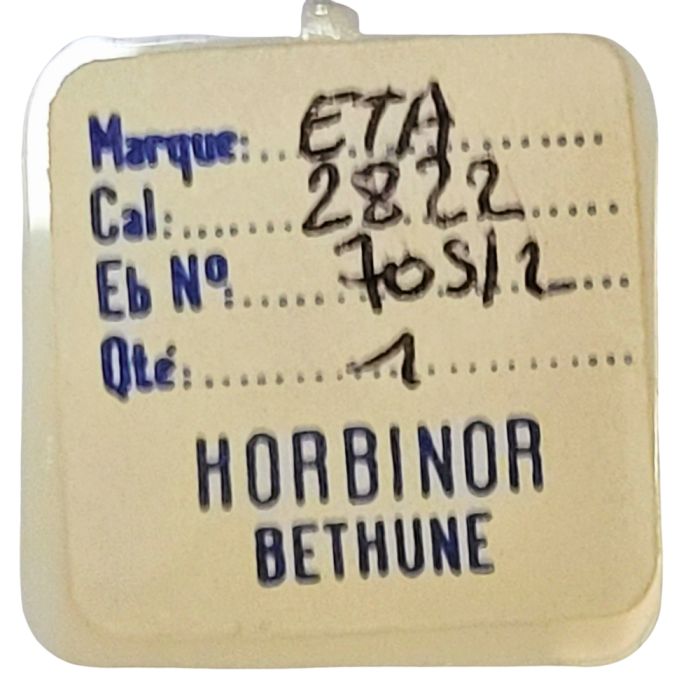 Marque: ETA
Cal: 2822
Eb Nº: 705/2
Qté: 1
HORBINOR
BETHUNE